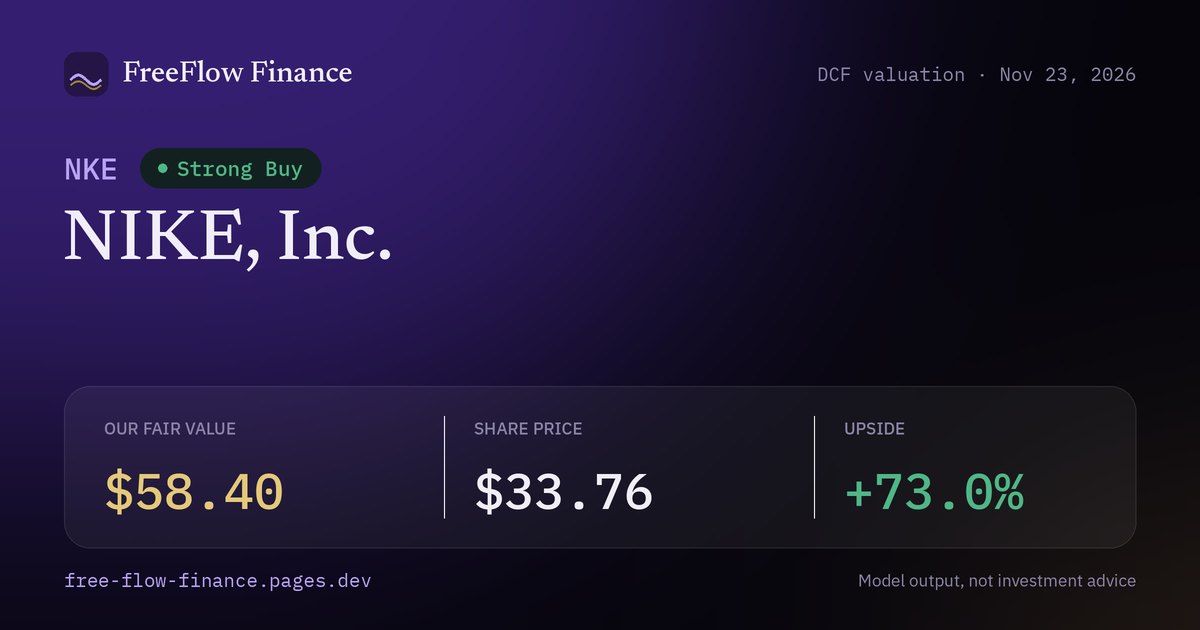 FreeFlow Finance
DCF valuation · Nov 23, 2026
NKE
Strong Buy
NIKE, Inc.
OUR FAIR VALUE
SHARE PRICE
UPSIDE
$58.40
$33.76
+73.0%
free-flow-finance.pages.dev
Model output, not investment advice